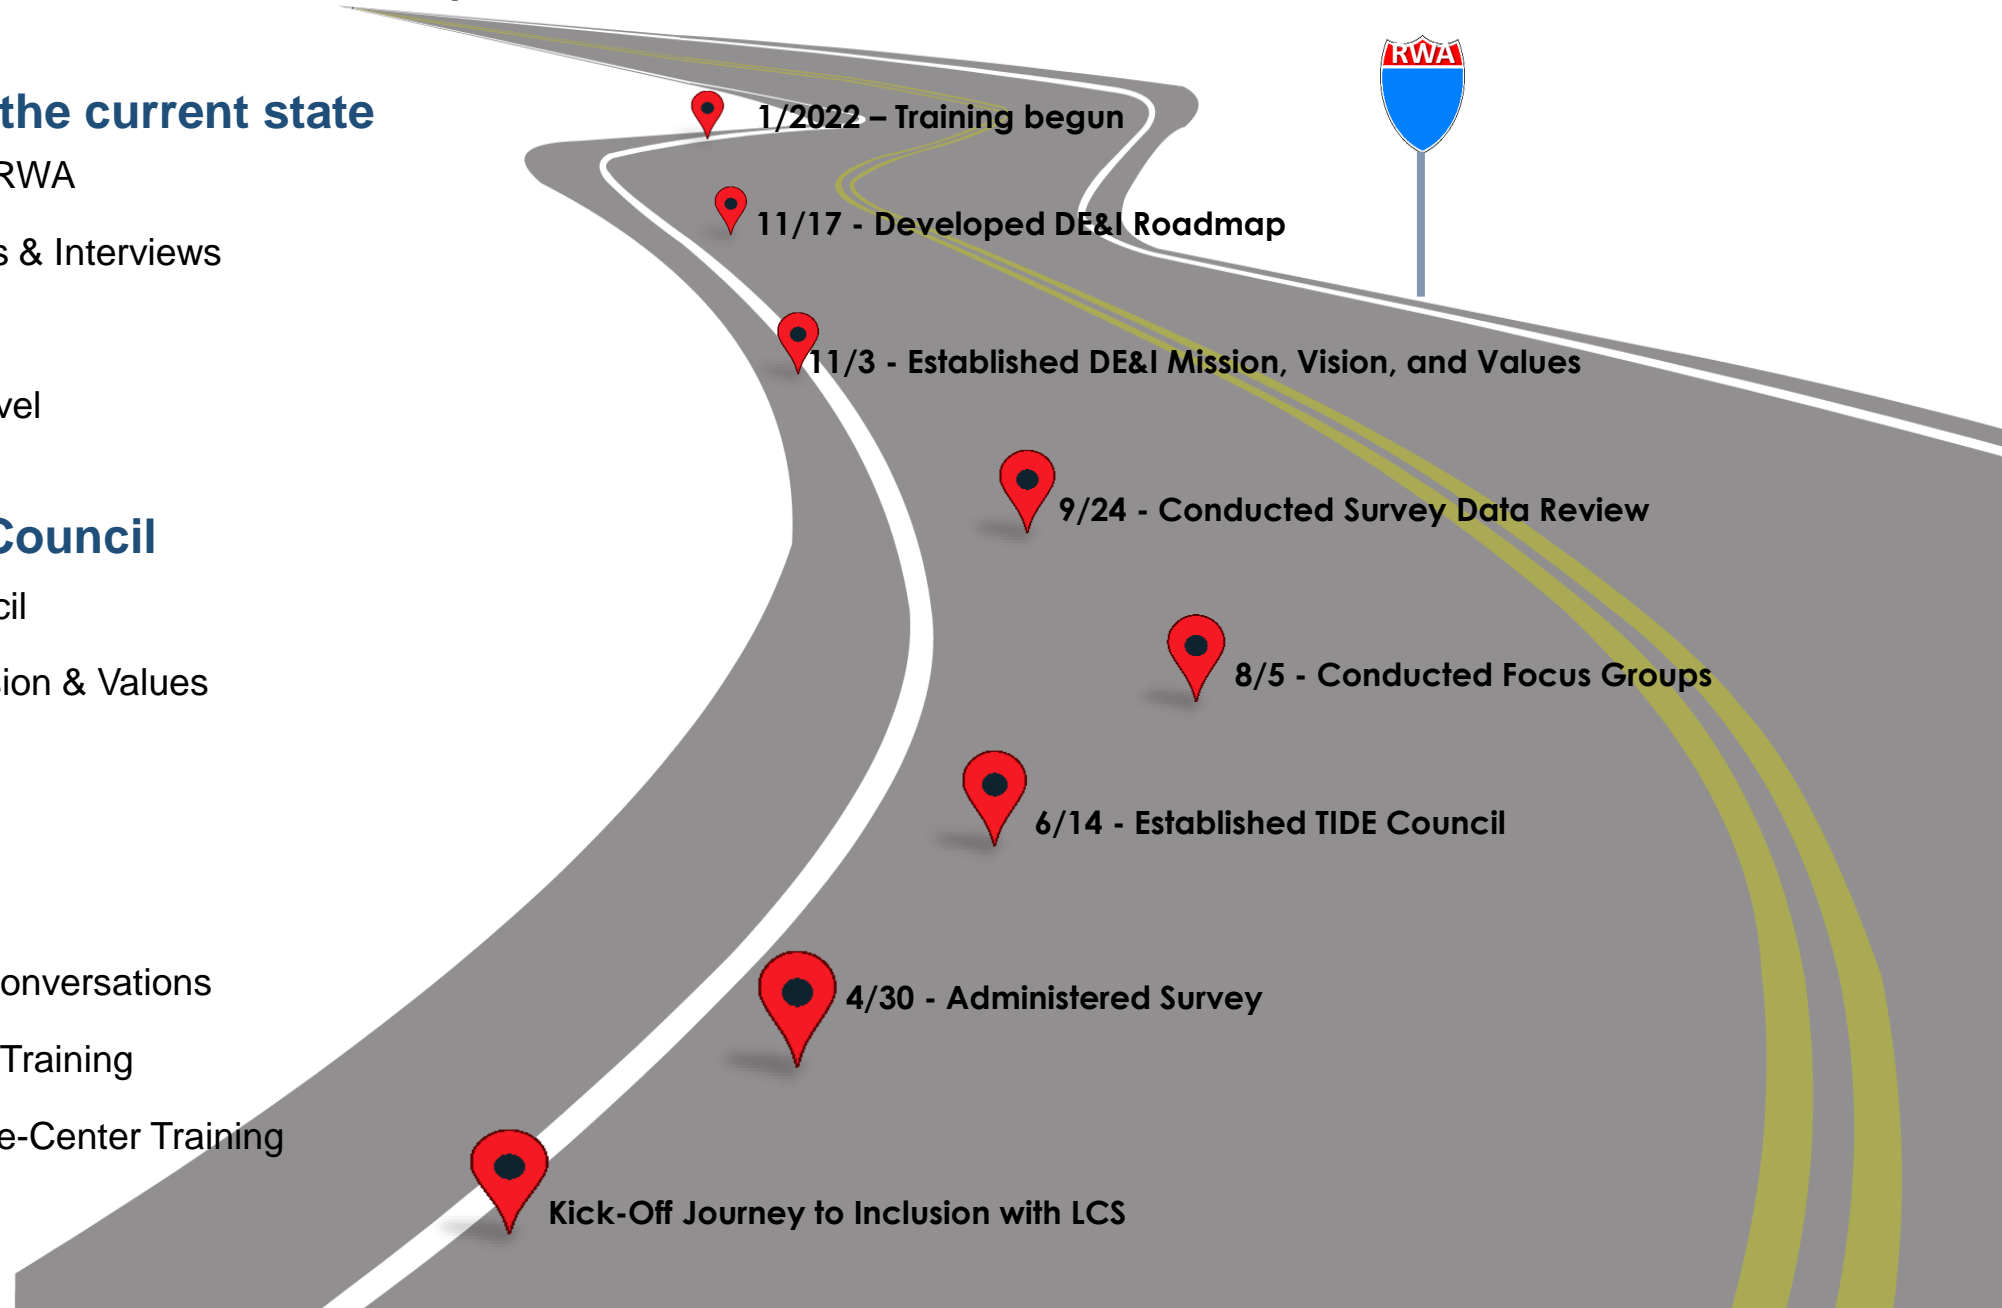 the current state
RWA
s & Interviews
vel
Council
cil
sion & Values
onversations
Training
e-Center Training
RWA
1/2022 – Training begun
11/17 - Developed DE&I Roadmap
11/3 - Established DE&I Mission, Vision, and Values
9/24 - Conducted Survey Data Review
8/5 - Conducted Focus Groups
6/14 - Established TIDE Council
4/30 - Administered Survey
Kick-Off Journey to Inclusion with LCS